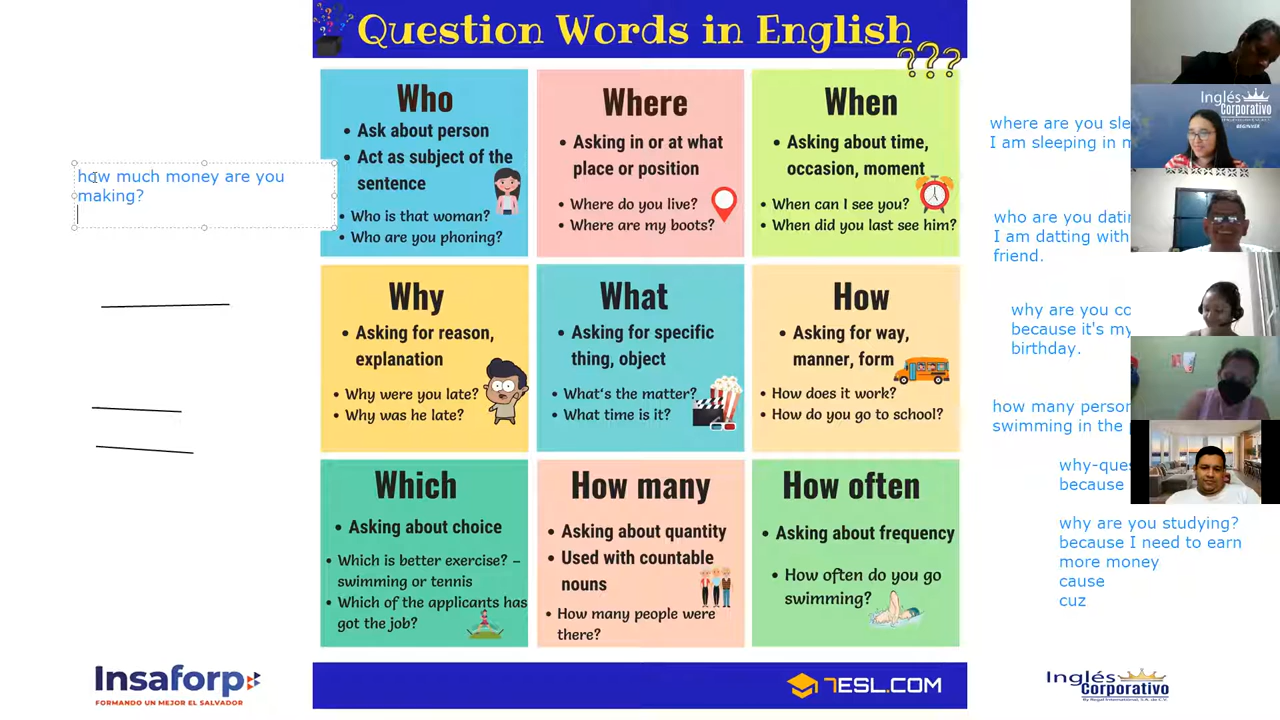 Question Words in English
???
how much money are you
making?
Who
• Ask about person
• Act as subject of the
sentence
• Who is that woman?
• Who are you phoning?
Where
• Asking in or at what
place or position
• Where do you live?
• Where are my boots?
When
• Asking about time,
occasion, moment
• When can I see you?
• When did you last see him?
Why
• Asking for reason,
explanation
• Why were you late?
• Why was he late?
What
• Asking for specific
thing, object
• What's the matter?
• What time is it?
How
• Asking for way,
manner, form
• How does it work?
• How do you go to school?
Which
• Asking about choice
• Which is better exercise? –
swimming or tennis
• Which of the applicants has
got the job?
How many
• Asking about quantity
• Used with countable
nouns
• How many people were
there?
How often
• Asking about frequency
• How often do you go
swimming?
where are you
I am sleeping in
who are you
I am datting with
friend.
why are you
because it's my
birthday.
how many
swimming in the
because
why are you studying?
because I need to earn
more money
cause
cuz
Inglés
Corporativo
BEGINNER
Insaforp
FORMANDO UN MEJOR EL SALVADOR
7ESL.COM
Inglés
Corporativo
By Regal International, S.A. de C.V.